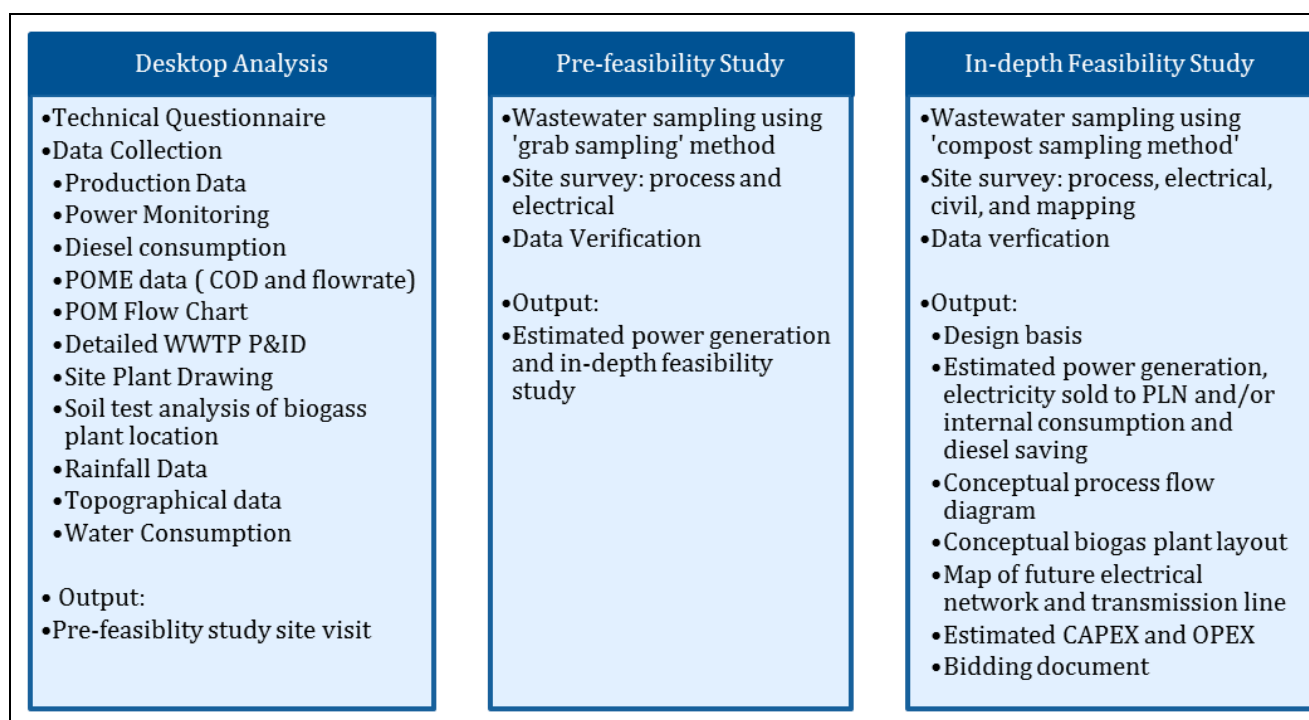 Desktop Analysis
•Technical Questionnaire
•Data Collection
•Production Data
•Power Monitoring
•Diesel consumption
•POME data ( COD and flowrate)
•POM Flow Chart
•Detailed WWTP P&ID
•Site Plant Drawing
•Soil test analysis of biogass
plant location
•Rainfall Data
•Topographical data
•Water Consumption
• Output:
•Pre-feasiblity study site visit
Pre-feasibility Study
•Wastewater sampling using
'grab sampling' method
•Site survey: process and
electrical
•Data Verification
•Output:
•Estimated power generation
and in-depth feasibility
study
In-depth Feasibility Study
•Wastewater sampling using
'compost sampling method'
•Site survey: process, electrical,
civil, and mapping
•Data verfication
•Output:
•Design basis
•Estimated power generation,
electricity sold to PLN and/or
internal consumption and
diesel saving
•Conceptual process flow
diagram
•Conceptual biogas plant layout
•Map of future electrical
network and transmission line
•Estimated CAPEX and OPEX
•Bidding document